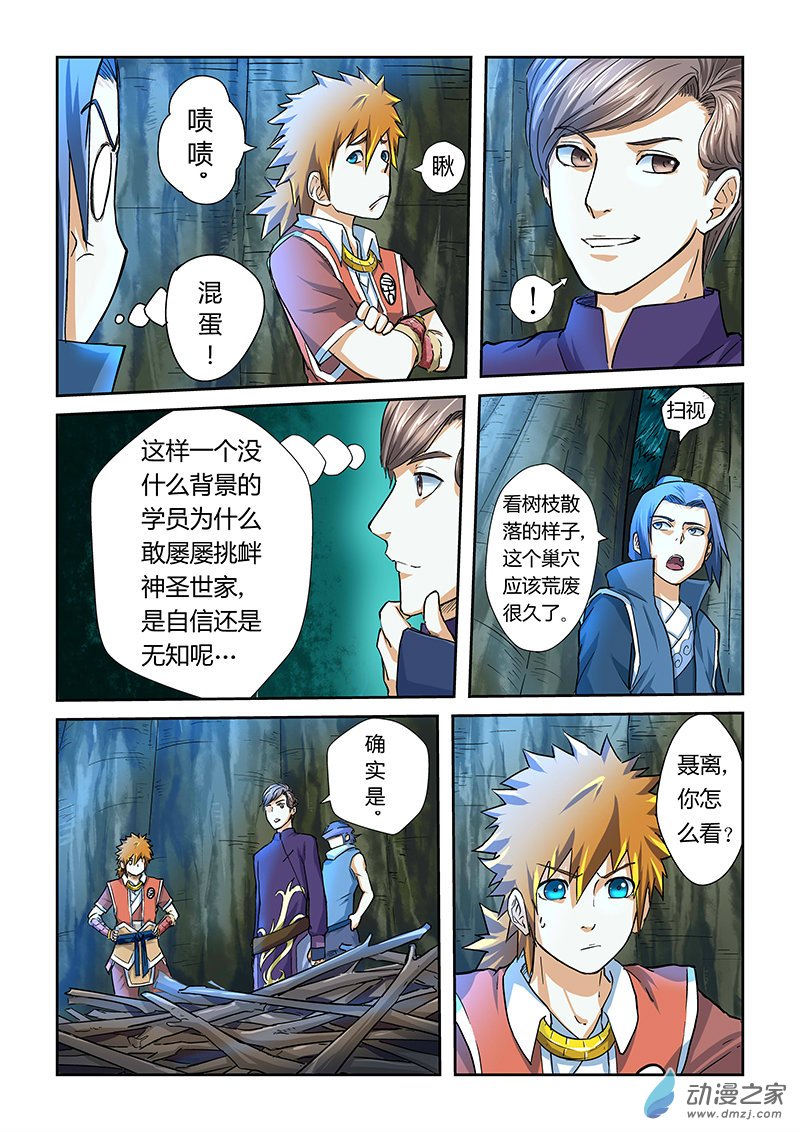 啧
啧。
瞅
混
蛋！
！
这样一个没
什么背景的
学员为什么
敢屡屡挑衅
神圣世家，
是自信还是
无知呢…
扫视
看树枝散
落的样子，
这个巢穴
应该荒废
很久了。
确
实
是。
聂离，
你怎
么看？
动漫之家
www.dmzj.com